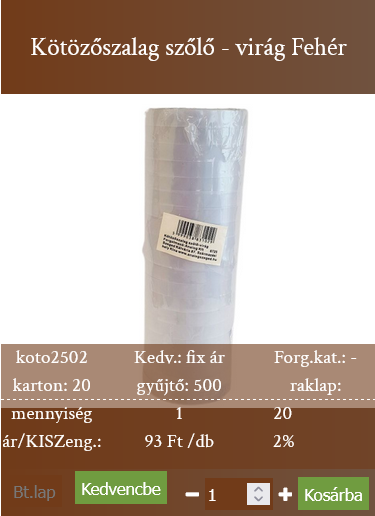 Kötözőszalag szőlő - virág Fehér
koto2502 Kedv.: fix ár Forg.kat.: -
karton: 20 gyűjtő: 500 raklap:
mennyiség 1 20
ár/KISZeng.: 93 Ft /db 2%
Bt.lap Kedvencbe − 1 + Kosárba